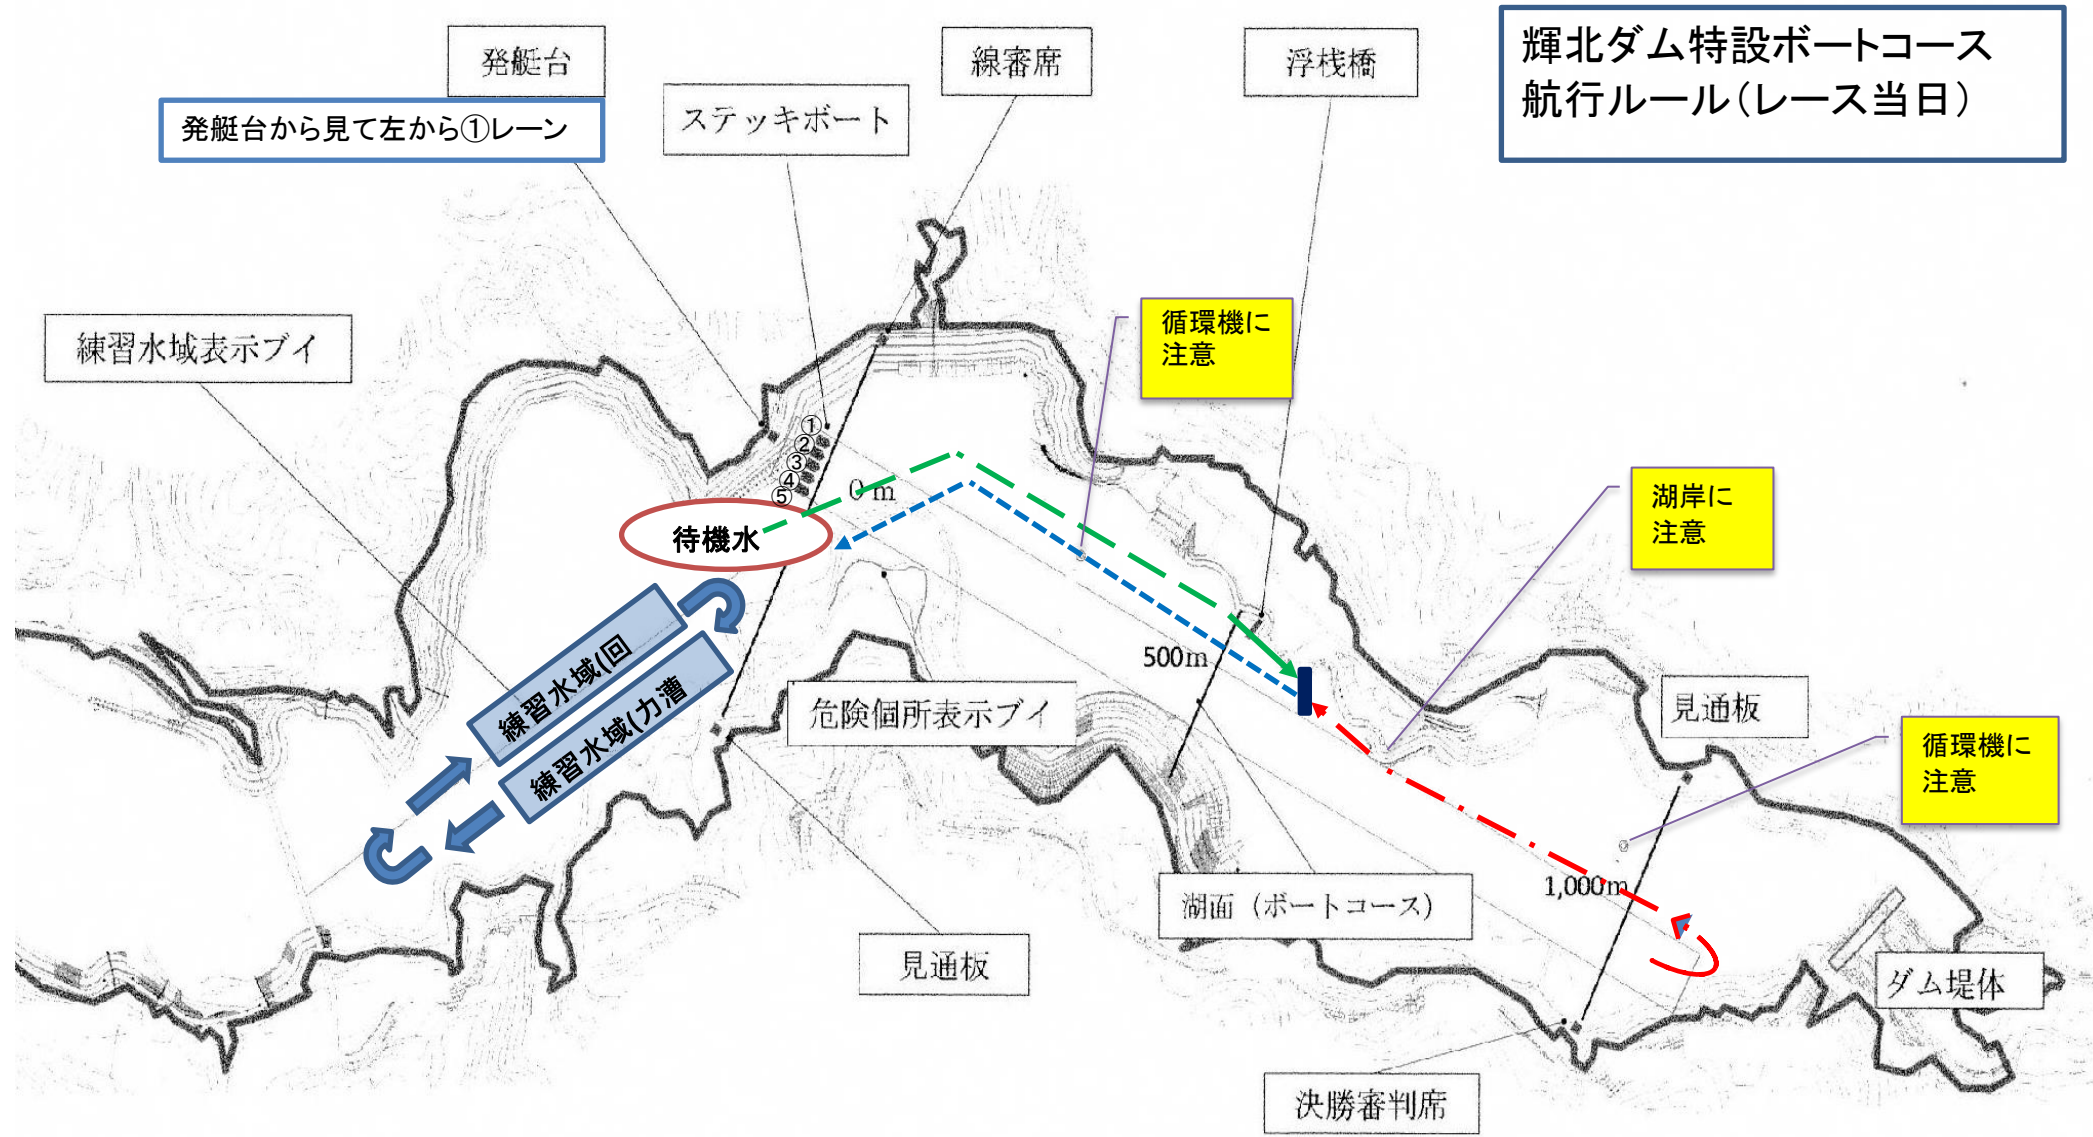 輝北ダム特設ボートコース
航行ルール（レース当日）
発艇台
線審席
浮桟橋
発艇台から見て左から①レーン
ステッキボート
練習水域表示ブイ
循環機に
注意
①
②
③
④
⑤
0m
待機水
湖岸に
注意
練習水域(回
練習水域(力漕
500m
危険個所表示ブイ
見通板
循環機に
注意
1,000m
湖面（ボートコース）
見通板
ダム堤体
決勝審判席